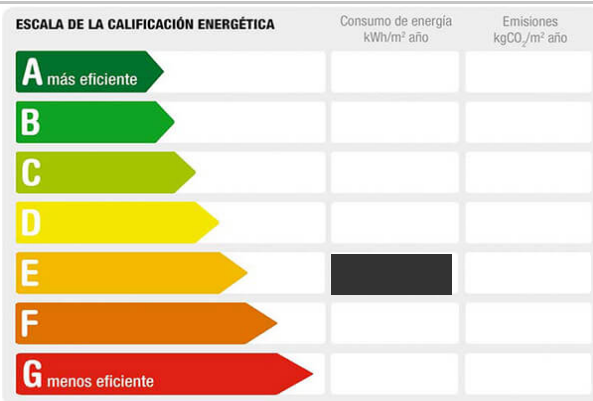 ESCALA DE LA CALIFICACIÓN ENERGÉTICA
Consumo de energía
kWh/m² año
Emisiones
kgCO₂/m² año
A más eficiente
B
C
D
E
F
G menos eficiente